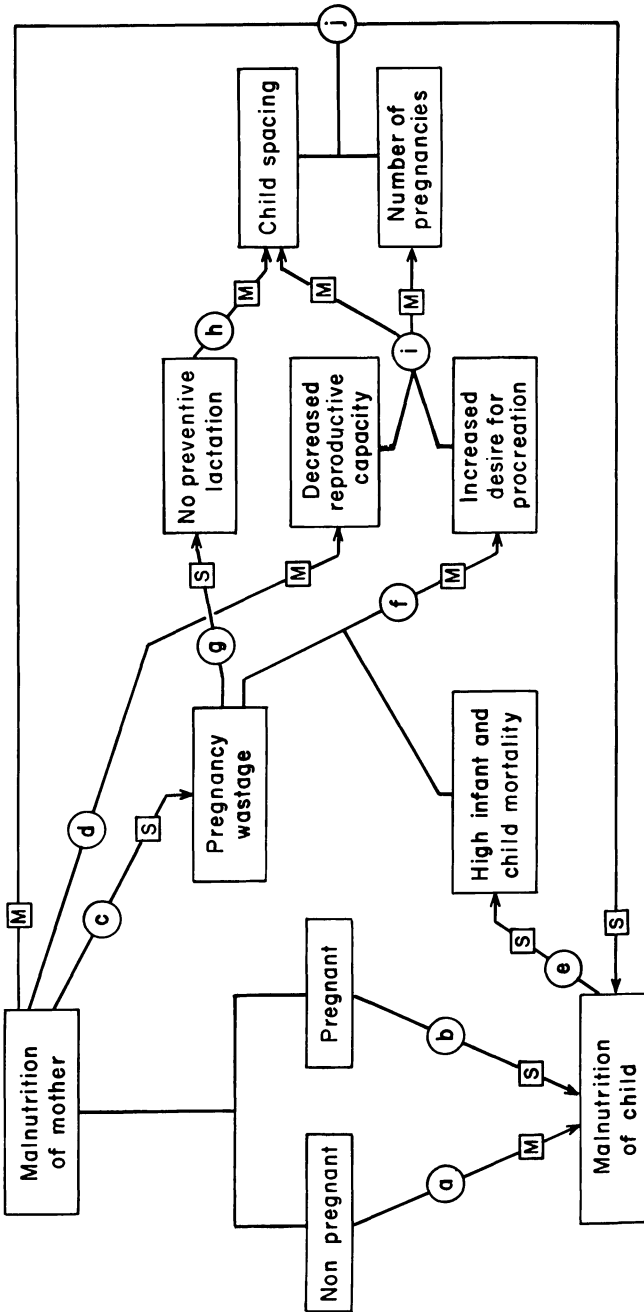 Malnutrition
of mother
Non pregnant
Pregnant
a
b
M
S
Malnutrition
of child
M
d
c
S
Pregnancy
wastage
e
S
High infant and
child mortality
g
S
No preventive
lactation
M
Decreased
reproductive
capacity
f
M
Increased
desire for
procreation
h
M
i
M
M
Child spacing
Number of
pregnancies
j
S